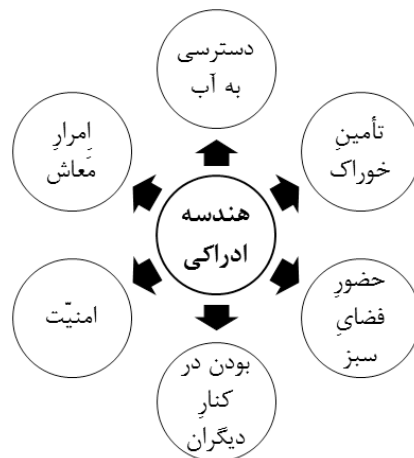 دسترسی
به آب
تأمینِ
خوراک
حضورِ
فضایِ
سبز
بودن در
کنارِ
دیگران
امنیّت
اِمرارِ
مَعاش
هندسه
ادراکی